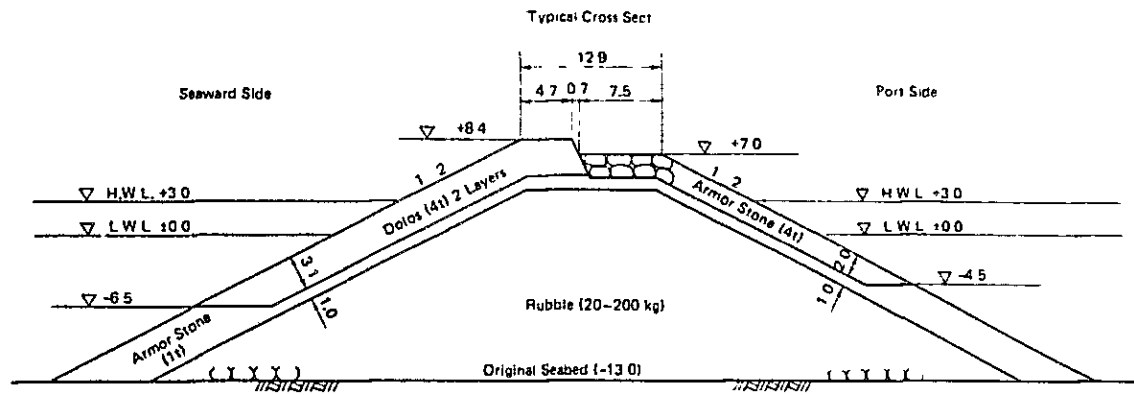 Typical Cross Sect
12.9
4.7 0.7 7.5
Seaward Side
Port Side
+8.4
+7.0
1 2
1 2
H.W.L. +3.0
H.W.L. +3.0
Dolos (4t) 2 Layers
Armor Stone (4t)
L.W.L. ±0.0
L.W.L. ±0.0
3.1
2.0
-4.5
-6.5
1.0
1.0
Rubble (20~200 kg)
Armor Stone
(1t)
Original Seabed (-13.0)